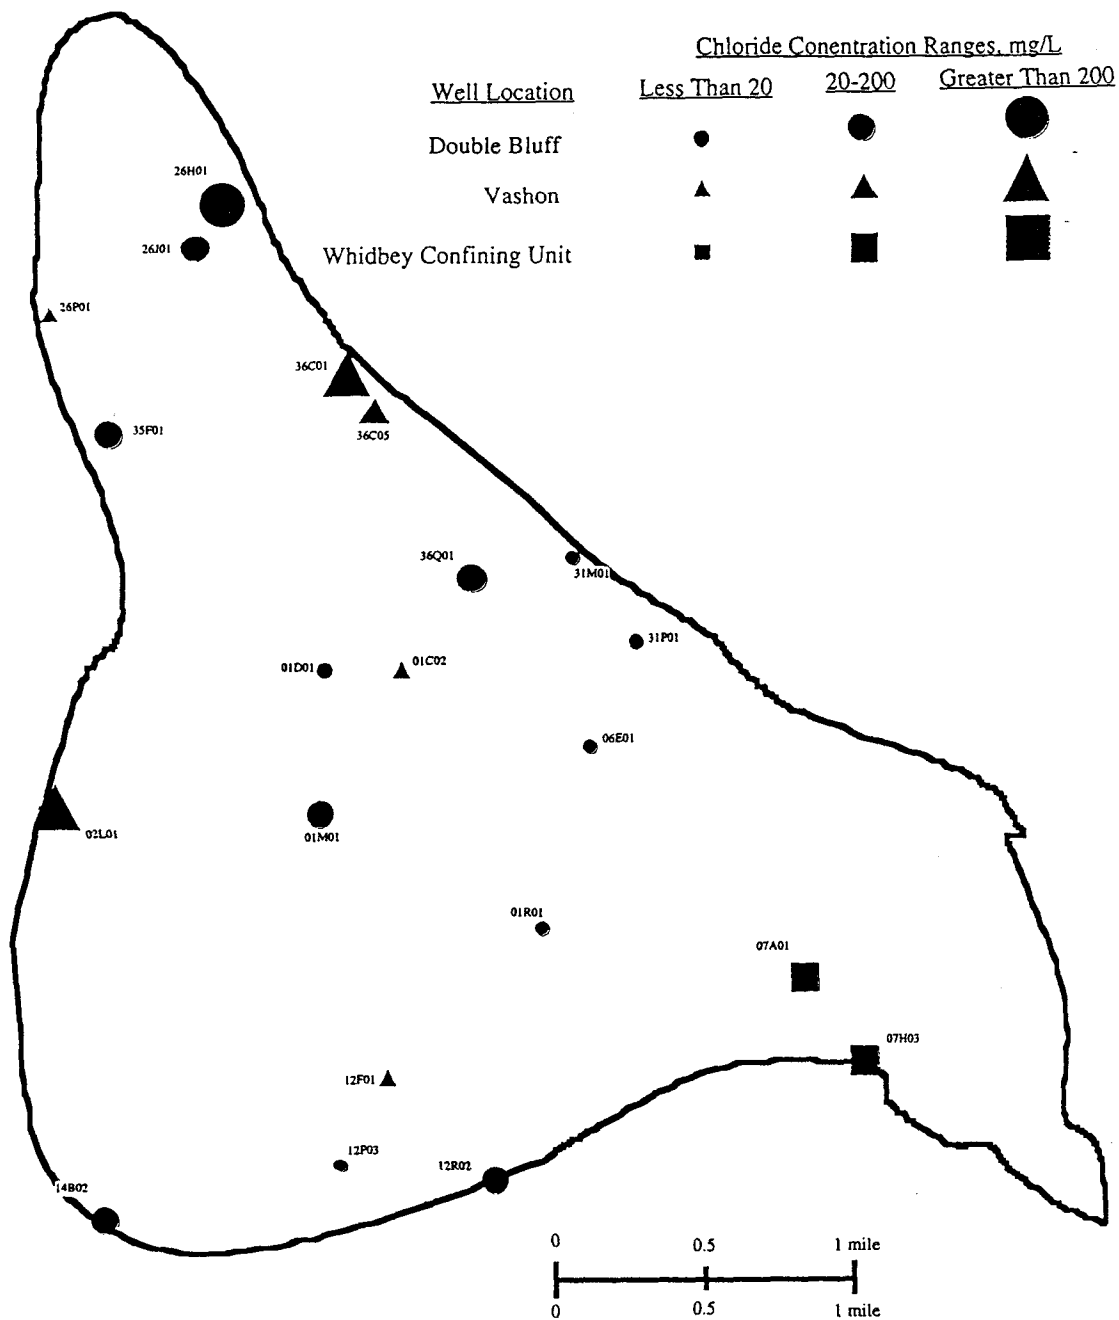 Chloride Conentration Ranges, mg/L
Well Location Less Than 20 20-200 Greater Than 200
Double Bluff
Vashon
Whidbey Confining Unit
26H01
26J01
26P01
36C01
36C05
35F01
36Q01
31M01
31P01
01D01
01C02
06E01
02L01
01M01
01R01
07A01
07H03
12F01
12P03
12R02
14B02
0 0.5 1 mile
0 0.5 1 mile